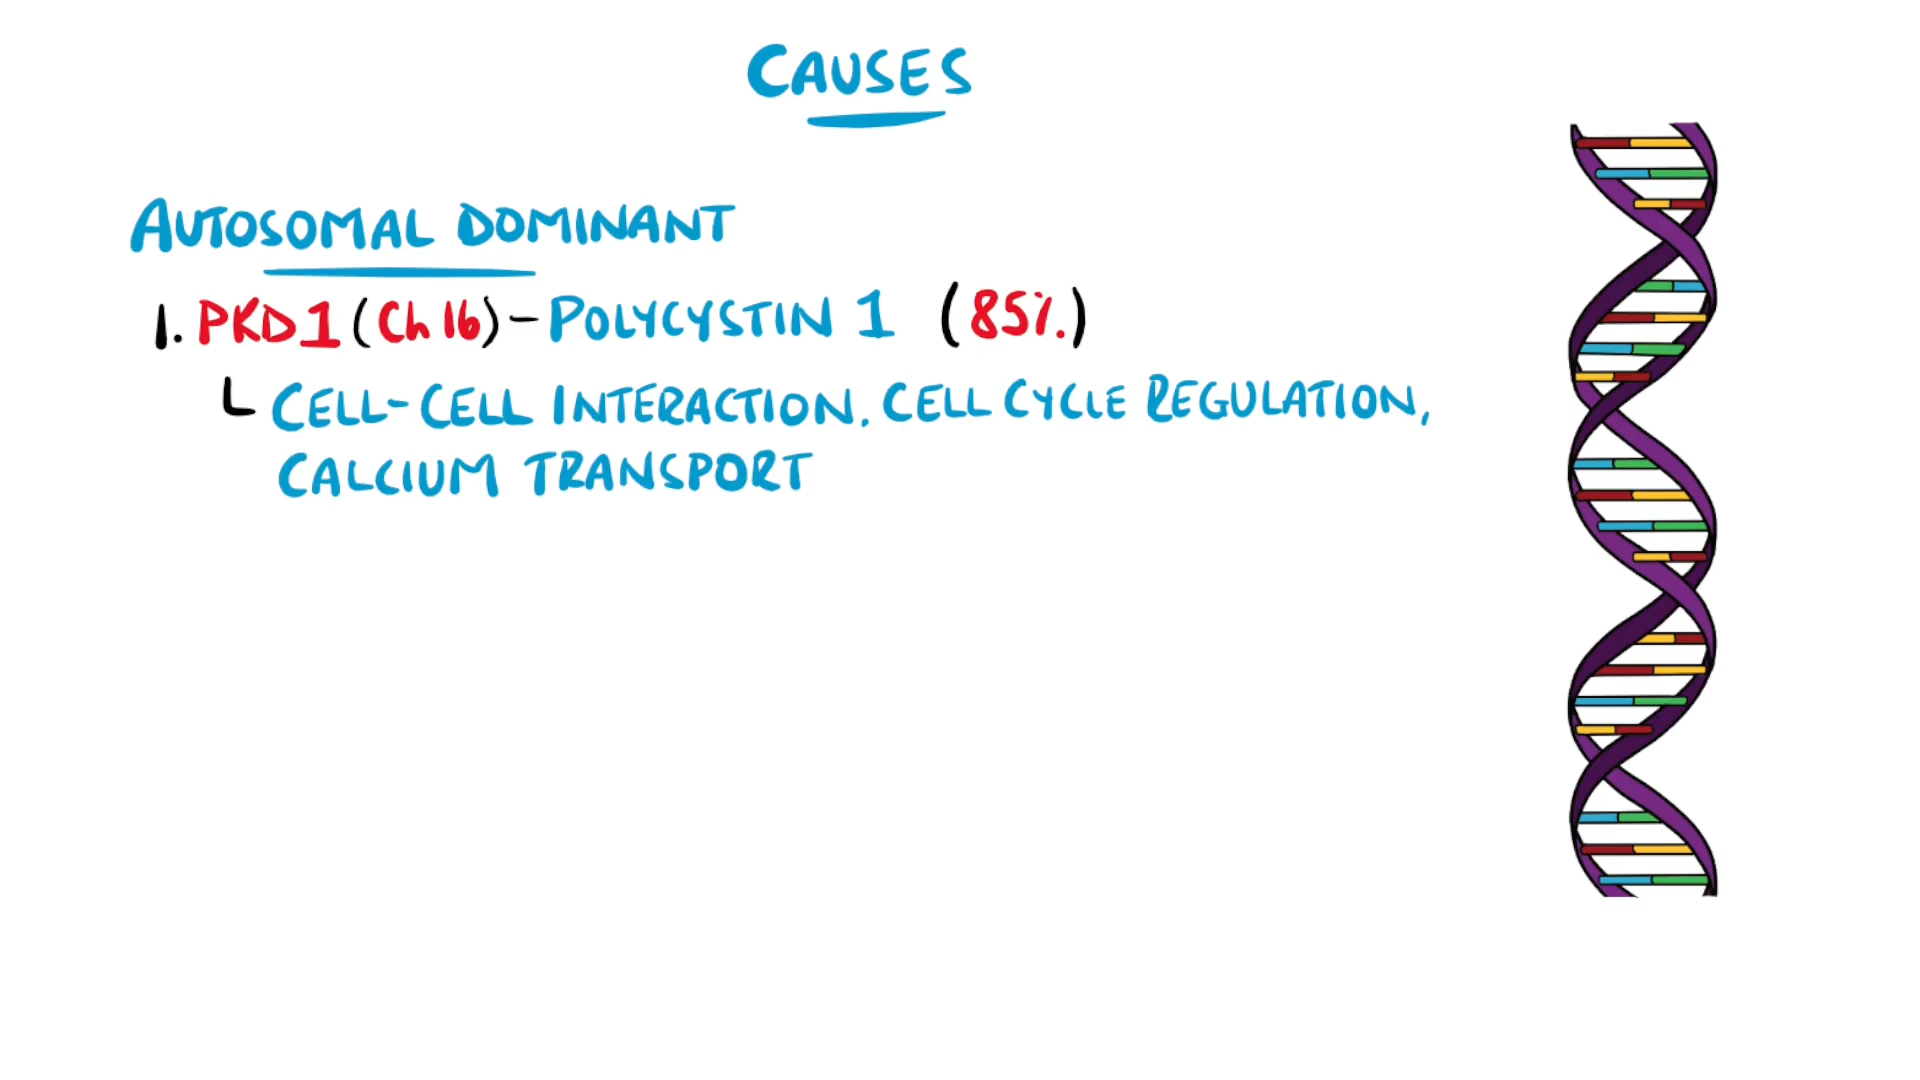 CAUSES
AUTOSOMAL DOMINANT
1. PKD1 (Ch 16) - POLYCYSTIN 1 (85%)
CELL-CELL INTERACTION, CELL CYCLE REGULATION,
CALCIUM TRANSPORT